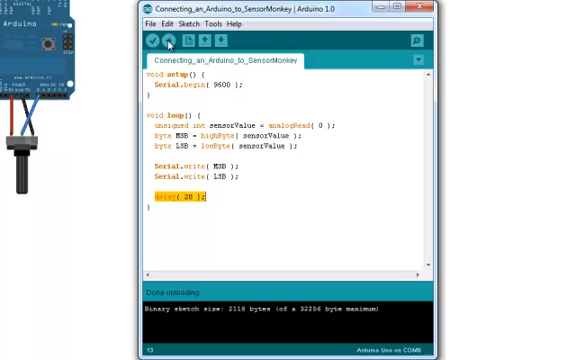 Connecting_an_Arduino_to_SensorMonkey | Arduino 1.0
File Edit Sketch Tools Help
Connecting_an_Arduino_to_SensorMonkey
void setup() {
Serial.begin( 9600 );
}
void loop() {
unsigned int sensorValue = analogRead( 0 );
byte MSB = highByte( sensorValue );
byte LSB = lowByte( sensorValue );
Serial.write( MSB );
Serial.write( LSB );
delay( 20 );
}
Done uploading.
Binary sketch size: 2118 bytes (of a 32256 byte maximum)
13
Arduino Uno on COM8
Arduino
POWER